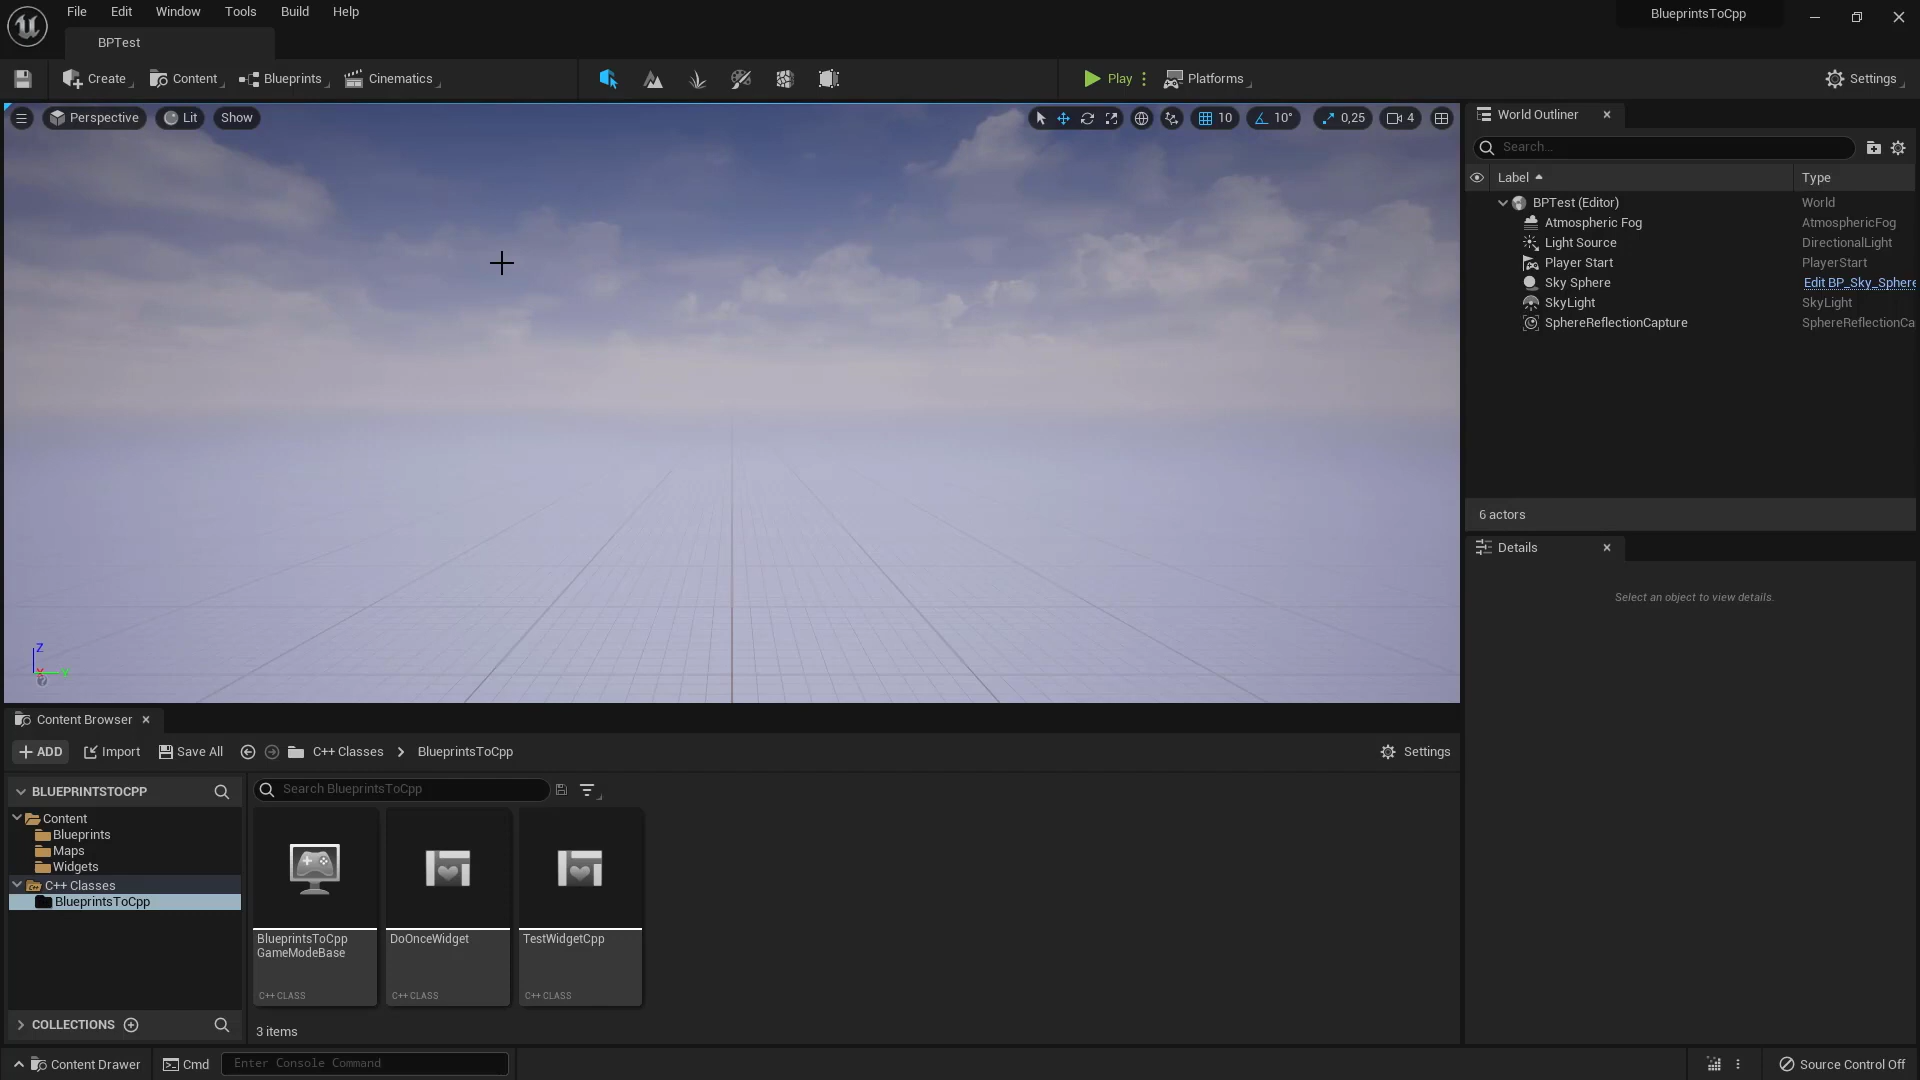 File Edit Window Tools Build Help
BlueprintsToCpp
BPTest
Create Content Blueprints Cinematics Play Platforms Settings
Perspective Lit Show 10 10° 0,25 4
World Outliner
Search...
Label Type
BPTest (Editor) World
Atmospheric Fog AtmosphericFog
Light Source DirectionalLight
Player Start PlayerStart
Sky Sphere Edit BP_Sky_Sphere
SkyLight SkyLight
SphereReflectionCapture SphereReflectionCa
6 actors
Details
Select an object to view details.
Z
Content Browser
ADD Import Save All C++ Classes BlueprintsToCpp Settings
BLUEPRINTSTOCPP
Search BlueprintsToCpp
Content
Blueprints
Maps
Widgets
C++ Classes
BlueprintsToCpp
BlueprintsToCpp
GameModeBase
C++ CLASS
DoOnceWidget
C++ CLASS
TestWidgetCpp
C++ CLASS
COLLECTIONS
3 items
Content Drawer Cmd Enter Console Command Source Control Off